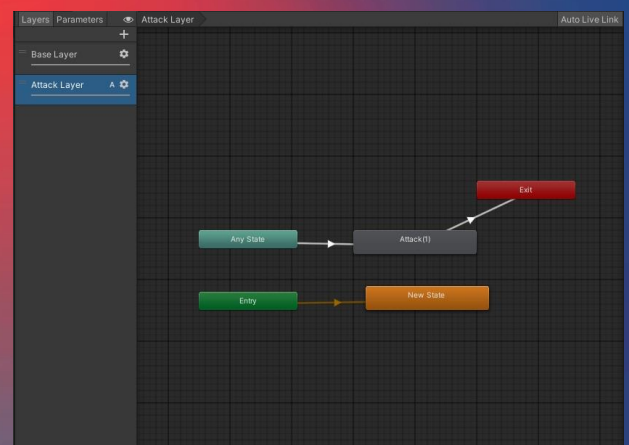 Layers Parameters Attack Layer Auto Live Link
Base Layer
Attack Layer A
Exit
Any State Attack(1)
New State
Entry